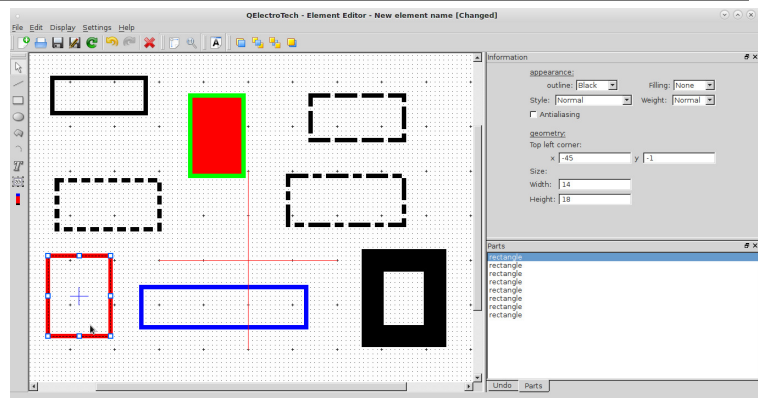 QElectroTech - Element Editor - New element name [Changed]
File Edit Display Settings Help
Information
appearance:
outline: Black Filling: None
Style: Normal Weight: Normal
Antialiasing
geometry:
Top left corner:
x -45 y -1
Size:
Width: 14
Height: 18
Parts
rectangle
rectangle
rectangle
rectangle
rectangle
rectangle
rectangle
rectangle
Undo Parts